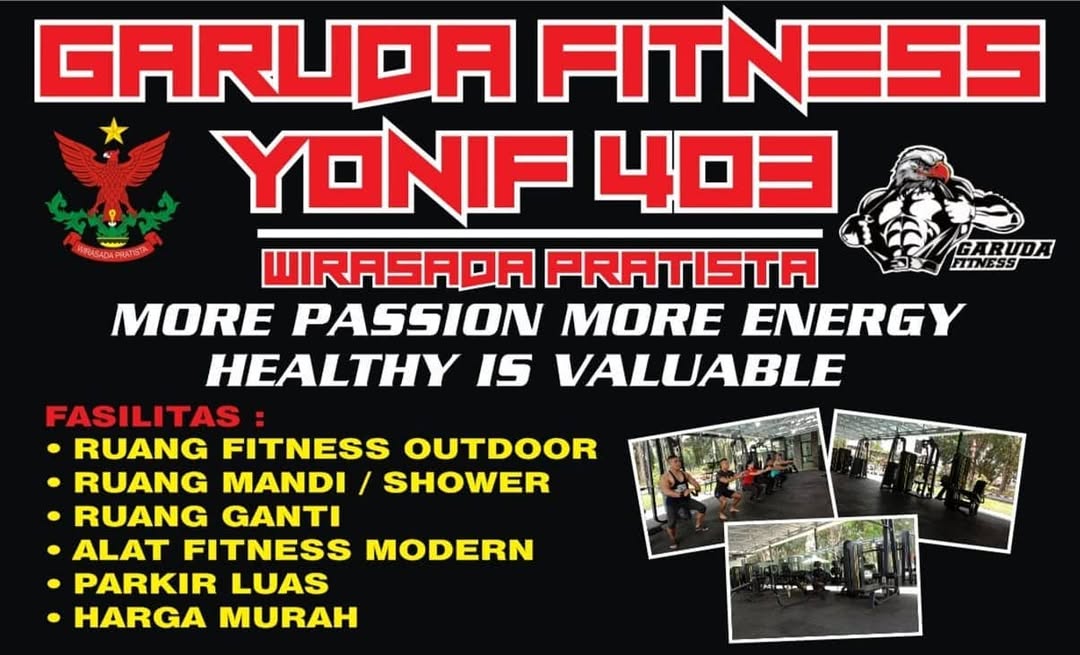 GARUDA FITNESS
YONIF 403
WIRASADA PRATISTA
WIRASADA PRATISTA
GARUDA
FITNESS
MORE PASSION MORE ENERGY
HEALTHY IS VALUABLE
FASILITAS :
• RUANG FITNESS OUTDOOR
• RUANG MANDI / SHOWER
• RUANG GANTI
• ALAT FITNESS MODERN
• PARKIR LUAS
• HARGA MURAH